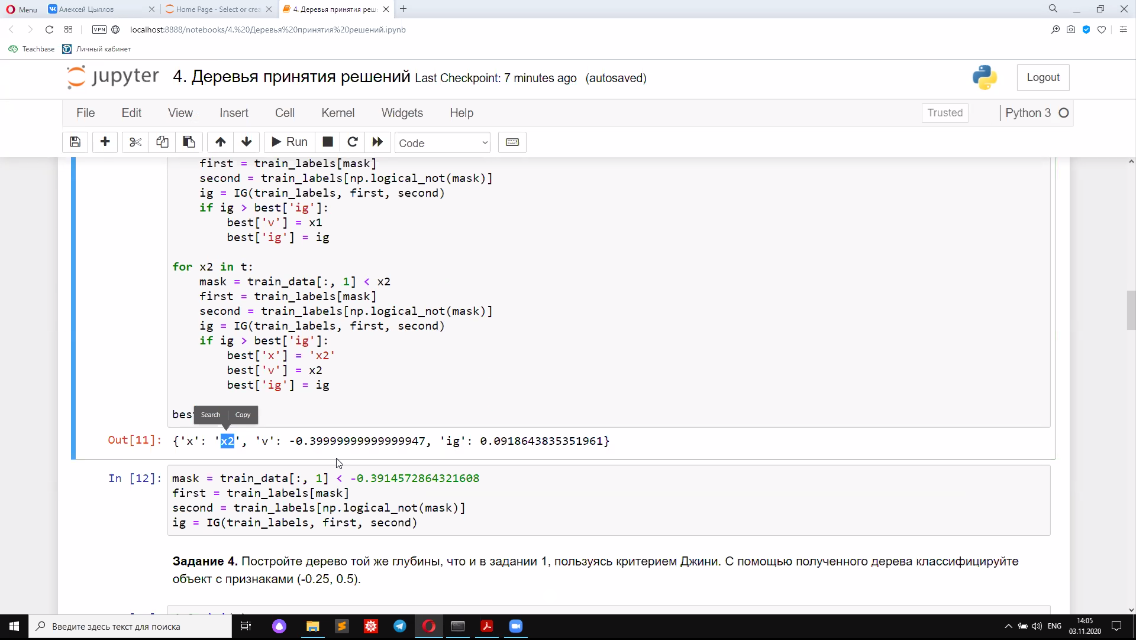 Menu
Алексей Цыплов
Home Page - Select or cre
4. Деревья принятия реш
VPN
localhost:8888/notebooks/4.%20Деревья%20принятия%20решений.ipynb
Teachbase
Личный кабинет
jupyter
4. Деревья принятия решений Last Checkpoint: 7 minutes ago (autosaved)
Logout
File Edit View Insert Cell Kernel Widgets Help
Trusted
Python 3
Run
Code
first = train_labels[mask]
second = train_labels[np.logical_not(mask)]
ig = IG(train_labels, first, second)
if ig > best['ig']:
best['v'] = x1
best['ig'] = ig
for x2 in t:
mask = train_data[:, 1] < x2
first = train_labels[mask]
second = train_labels[np.logical_not(mask)]
ig = IG(train_labels, first, second)
if ig > best['ig']:
best['x'] = 'x2'
best['v'] = x2
best['ig'] = ig
bes
Search Copy
Out[11]: {'x': 'x2', 'v': -0.39999999999999947, 'ig': 0.0918643835351961}
In [12]: mask = train_data[:, 1] < -0.3914572864321608
first = train_labels[mask]
second = train_labels[np.logical_not(mask)]
ig = IG(train_labels, first, second)
Задание 4. Постройте дерево той же глубины, что и в задании 1, пользуясь критерием Джини. С помощью полученного дерева классифицируйте
объект с признаками (-0.25, 0.5).
Введите здесь текст для поиска
ENG
14:05
03.11.2020